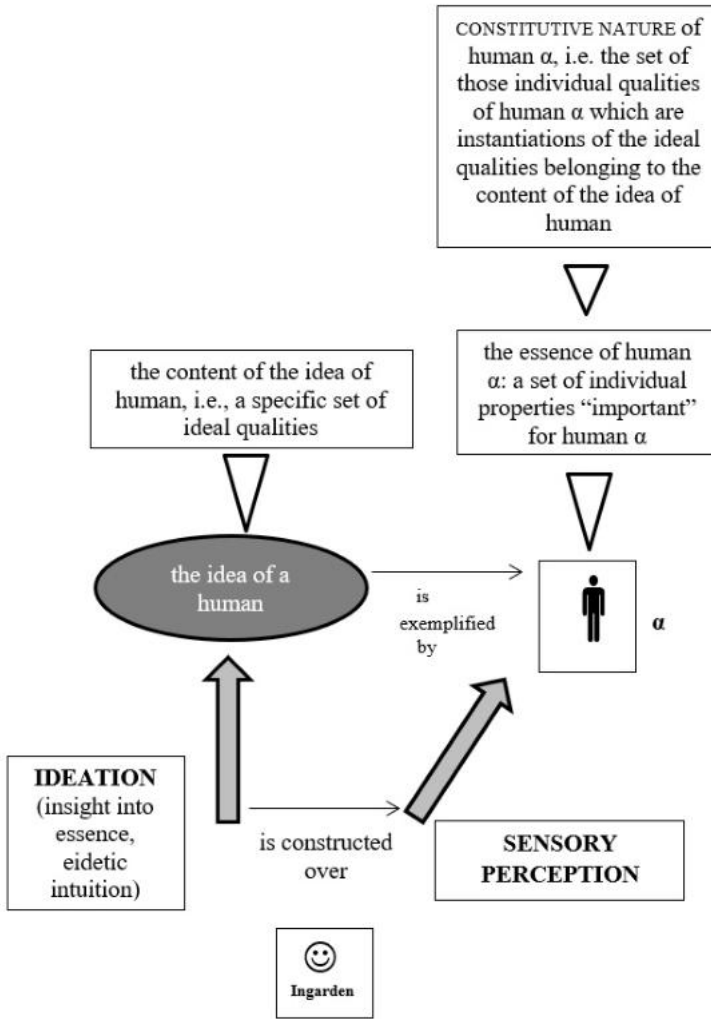 CONSTITUTIVE NATURE of
human α, i.e. the set of
those individual qualities
of human α which are
instantiations of the ideal
qualities belonging to the
content of the idea of
human
the content of the idea of
human, i.e., a specific set of
ideal qualities
the essence of human
α: a set of individual
properties “important”
for human α
the idea of a
human
is
exemplified
by
α
IDEATION
(insight into
essence,
eidetic
intuition)
is constructed
over
SENSORY
PERCEPTION
Ingarden